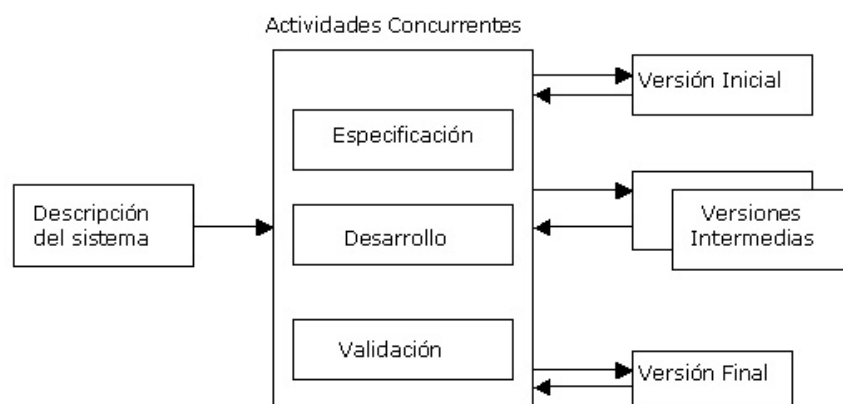 Actividades Concurrentes
Descripción
del sistema
Especificación
Desarrollo
Validación
Versión Inicial
Versiones
Intermedias
Versión Final